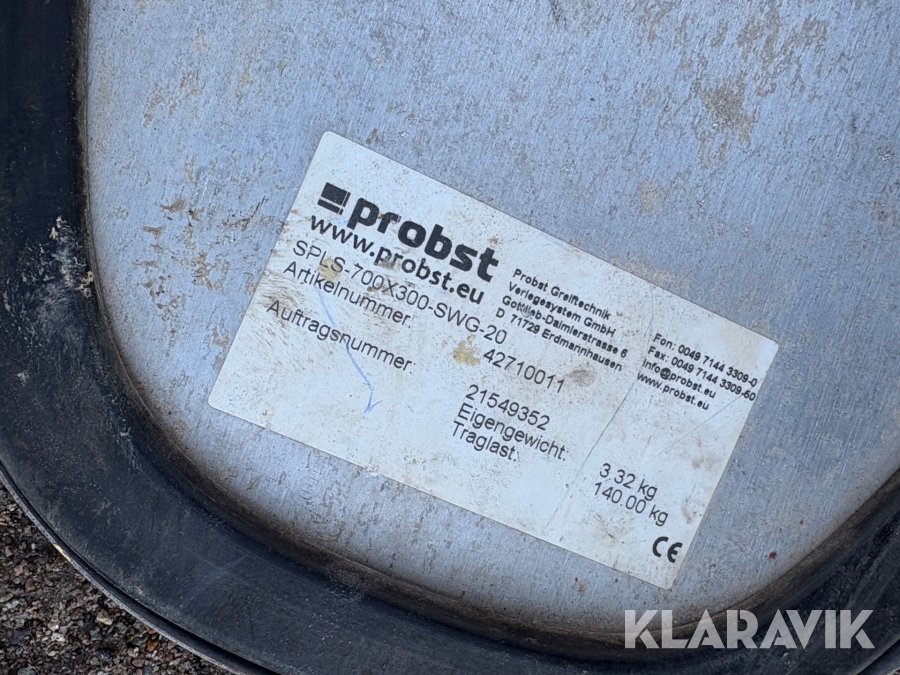 probst
www.probst.eu
SPLS-700X300-SWG-20
Artikelnummer: 42710011
Auftragsnummer: 21549352
Eigengewicht: 3.32 kg
Traglast: 140.00 kg
Probst Greiftechnik
Verlegesystem GmbH
Gottlieb-Daimlerstrasse 6
D 71729 Erdmannhausen
Fon: 0049 7144 3309-0
Fax: 0049 7144 3309-50
info@probst.eu
www.probst.eu
CE
KLARAVIK